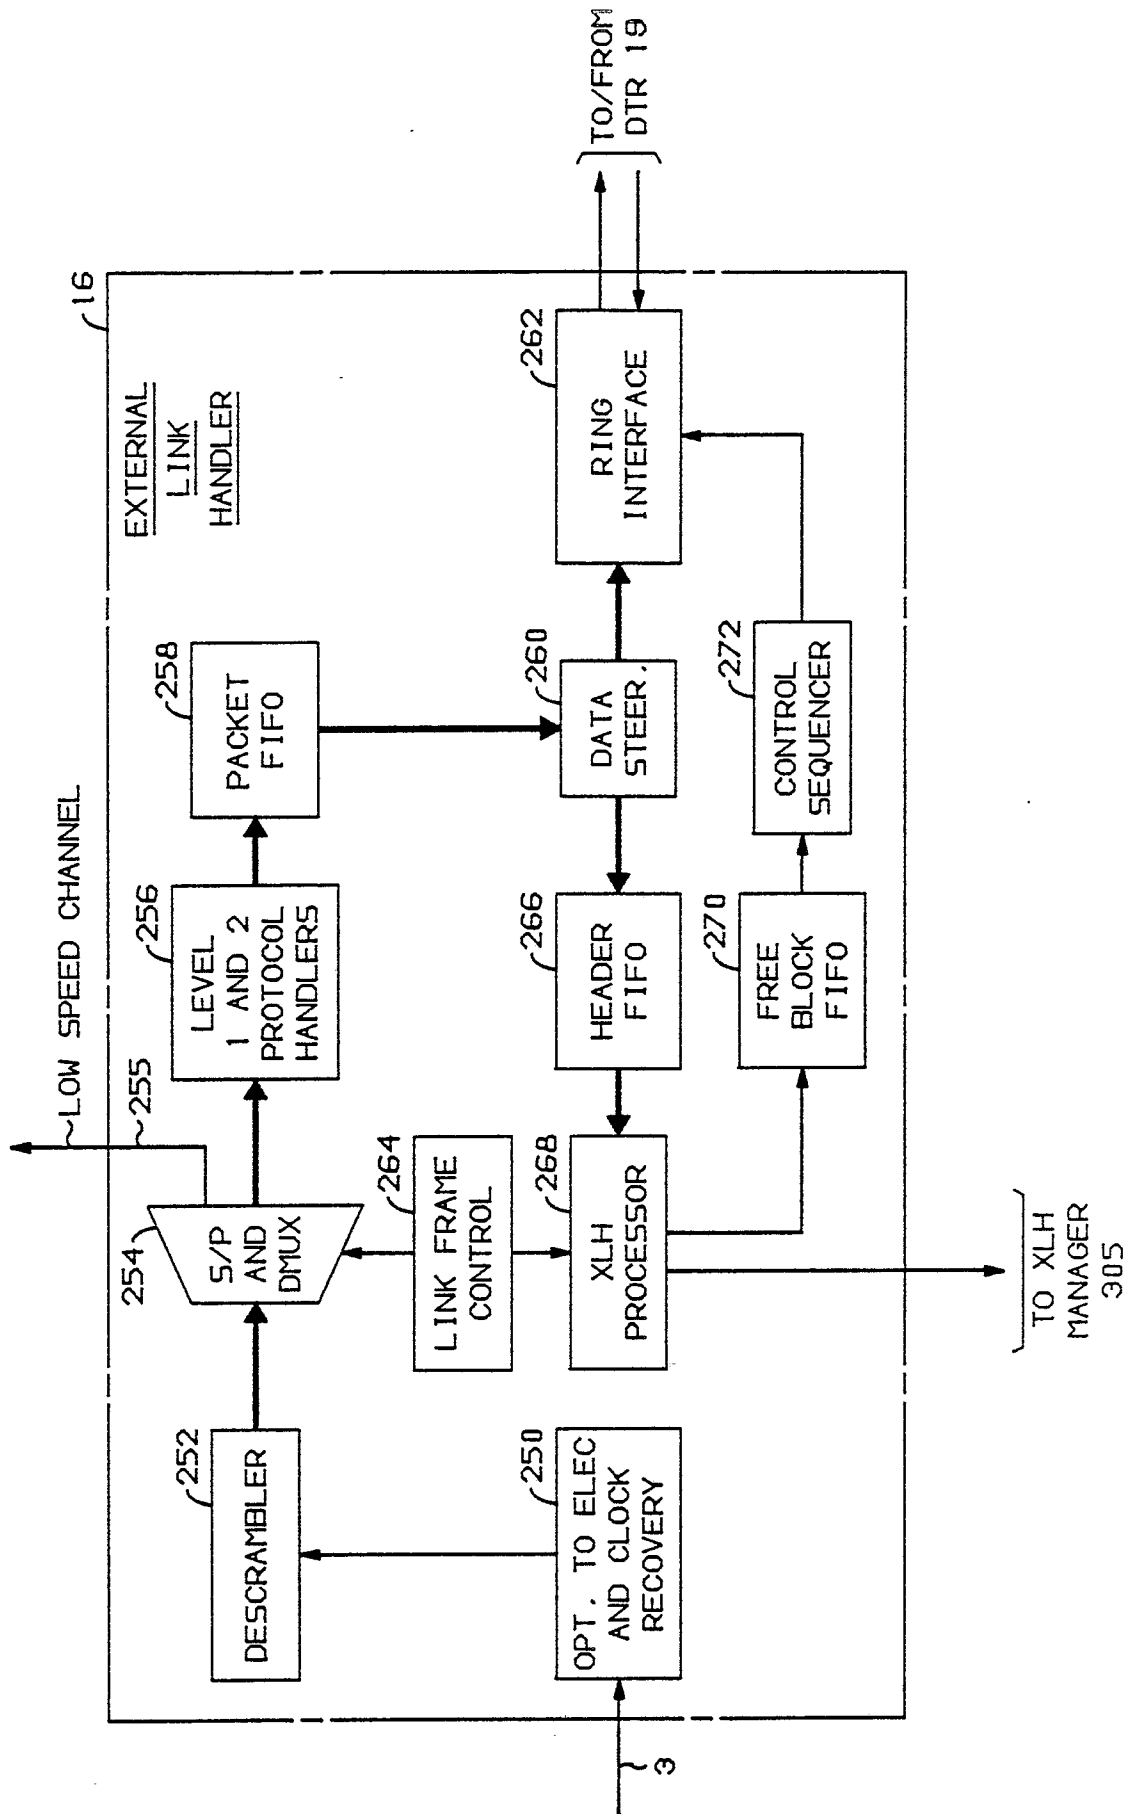 EXTERNAL
LINK
HANDLER
16
LOW SPEED CHANNEL
255
DESCRAMBLER
252
S/P
AND
DMUX
254
LEVEL
1 AND 2
PROTOCOL
HANDLERS
256
PACKET
FIFO
258
LINK FRAME
CONTROL
264
3
OPT. TO ELEC
AND CLOCK
RECOVERY
250
XLH
PROCESSOR
268
HEADER
FIFO
266
DATA
STEER.
260
RING
INTERFACE
262
TO/FROM
DTR 19
FREE
BLOCK
FIFO
270
CONTROL
SEQUENCER
272
TO XLH
MANAGER
305